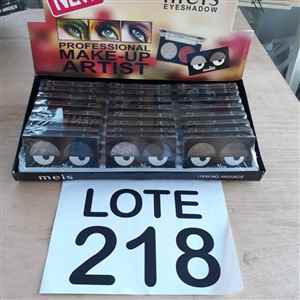 NEW
meis
EYESHADOW
PROFESSIONAL
MAKE-UP
ARTIST
meis
LOTE
218